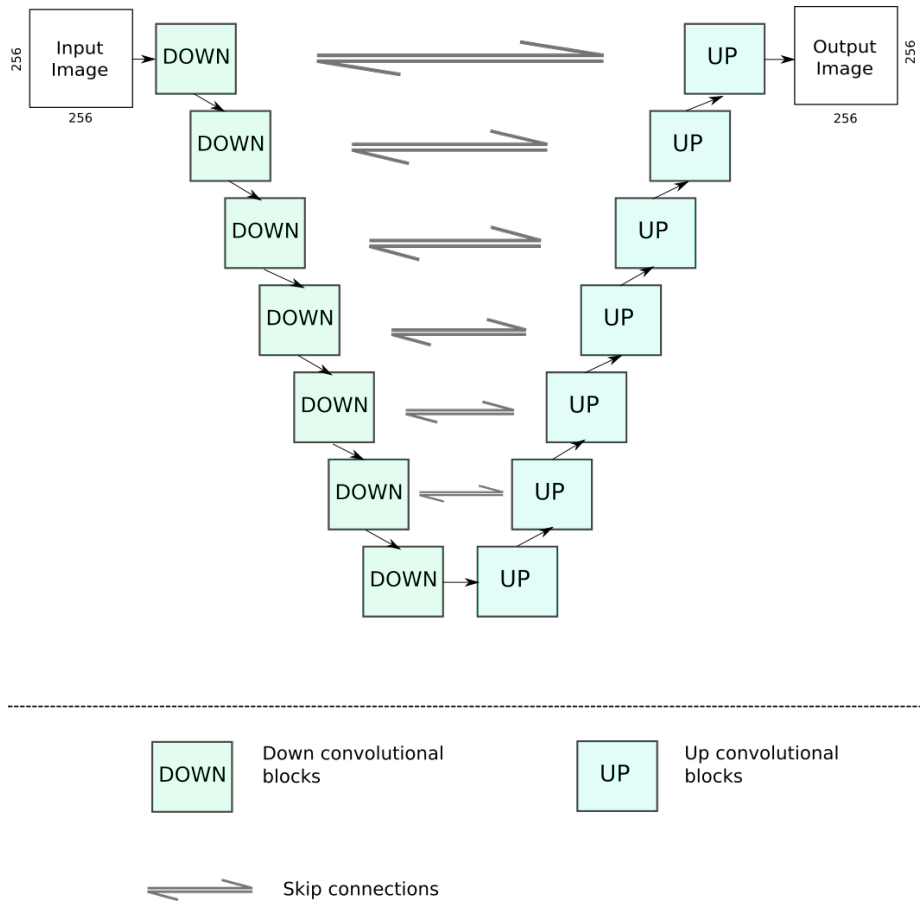 Input
Image
256
256
DOWN
UP
Output
Image
256
256
DOWN
UP
DOWN
UP
DOWN
UP
DOWN
UP
DOWN
UP
DOWN
UP
DOWN
Down convolutional
blocks
UP
Up convolutional
blocks
Skip connections